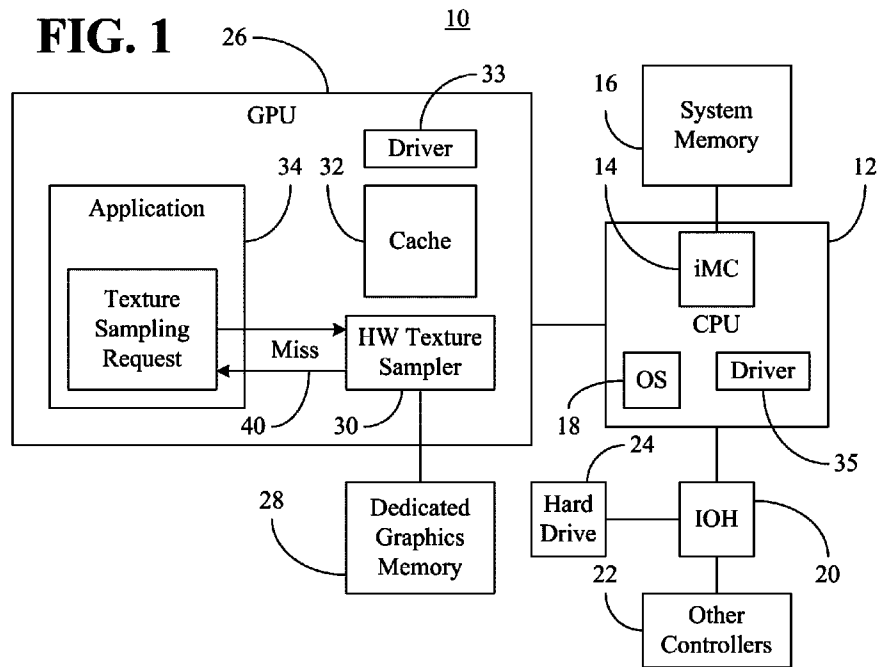 FIG. 1
10
26
33
GPU
Driver
16
System
Memory
34
32
14
12
Application
Cache
iMC
CPU
Texture
Sampling
Request
Miss
HW Texture
Sampler
OS
Driver
40
30
18
24
35
28
Dedicated
Graphics
Memory
Hard
Drive
IOH
22
20
Other
Controllers